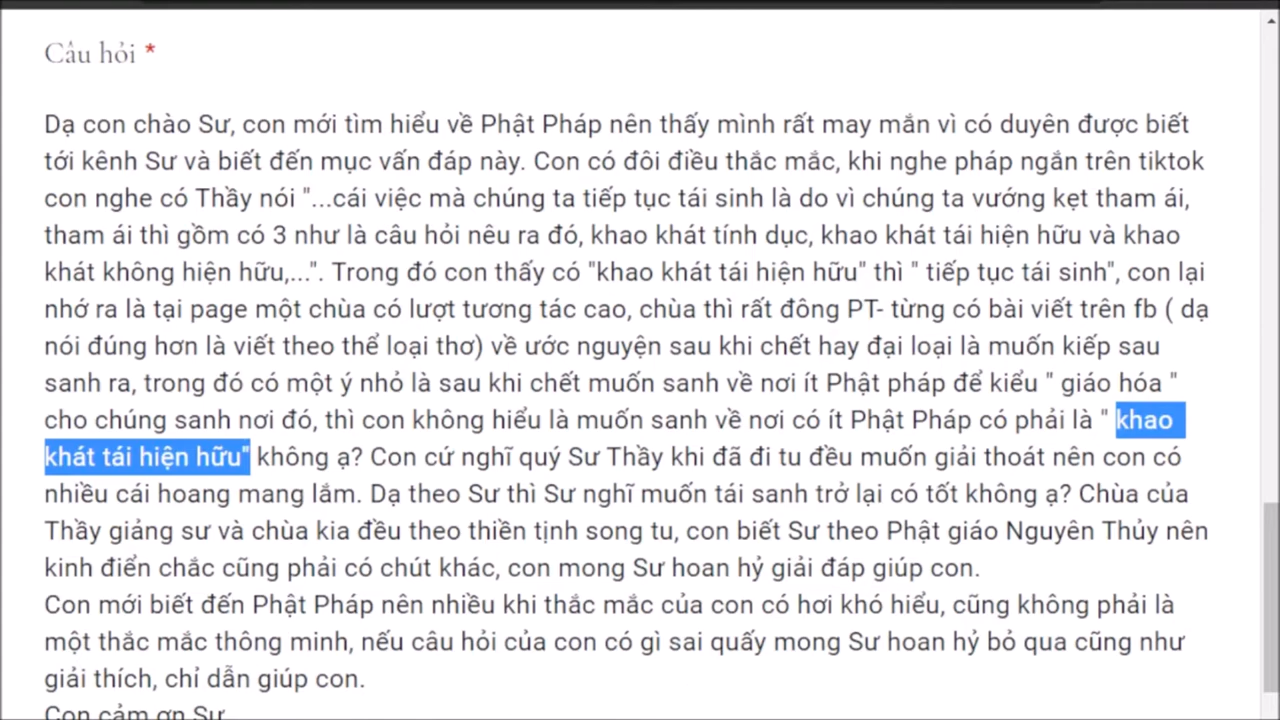 Câu hỏi *
Dạ con chào Sư, con mới tìm hiểu về Phật Pháp nên thấy mình rất may mắn vì có duyên được biết
tới kênh Sư và biết đến mục vấn đáp này. Con có đôi điều thắc mắc, khi nghe pháp ngắn trên tiktok
con nghe có Thầy nói "...cái việc mà chúng ta tiếp tục tái sinh là do vì chúng ta vướng kẹt tham ái,
tham ái thì gồm có 3 như là câu hỏi nêu ra đó, khao khát tính dục, khao khát tái hiện hữu và khao
khát không hiện hữu,...". Trong đó con thấy có "khao khát tái hiện hữu" thì " tiếp tục tái sinh", con lại
nhớ ra là tại page một chùa có lượt tương tác cao, chùa thì rất đông PT- từng có bài viết trên fb ( dạ
nói đúng hơn là viết theo thể loại thơ) về ước nguyện sau khi chết hay đại loại là muốn kiếp sau
sanh ra, trong đó có một ý nhỏ là sau khi chết muốn sanh về nơi ít Phật pháp để kiểu " giáo hóa "
cho chúng sanh nơi đó, thì con không hiểu là muốn sanh về nơi có ít Phật Pháp có phải là " khao
khát tái hiện hữu" không ạ? Con cứ nghĩ quý Sư Thầy khi đã đi tu đều muốn giải thoát nên con có
nhiều cái hoang mang lắm. Dạ theo Sư thì Sư nghĩ muốn tái sanh trở lại có tốt không ạ? Chùa của
Thầy giảng sư và chùa kia đều theo thiền tịnh song tu, con biết Sư theo Phật giáo Nguyên Thủy nên
kinh điển chắc cũng phải có chút khác, con mong Sư hoan hỷ giải đáp giúp con.
Con mới biết đến Phật Pháp nên nhiều khi thắc mắc của con có hơi khó hiểu, cũng không phải là
một thắc mắc thông minh, nếu câu hỏi của con có gì sai quấy mong Sư hoan hỷ bỏ qua cũng như
giải thích, chỉ dẫn giúp con.
Con cảm ơn Sư